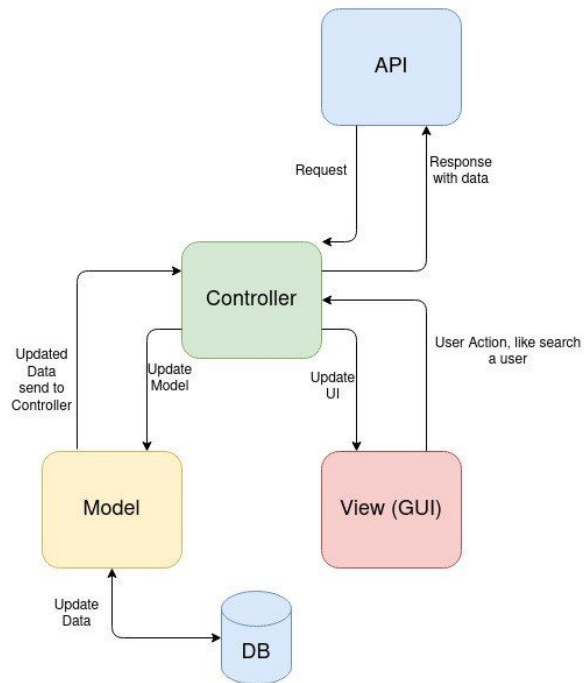 API
Request
Response
with data
Controller
Updated
Data
send to
Controller
Update
Model
Update
UI
User Action, like search
a user
Model
View (GUI)
Update
Data
DB